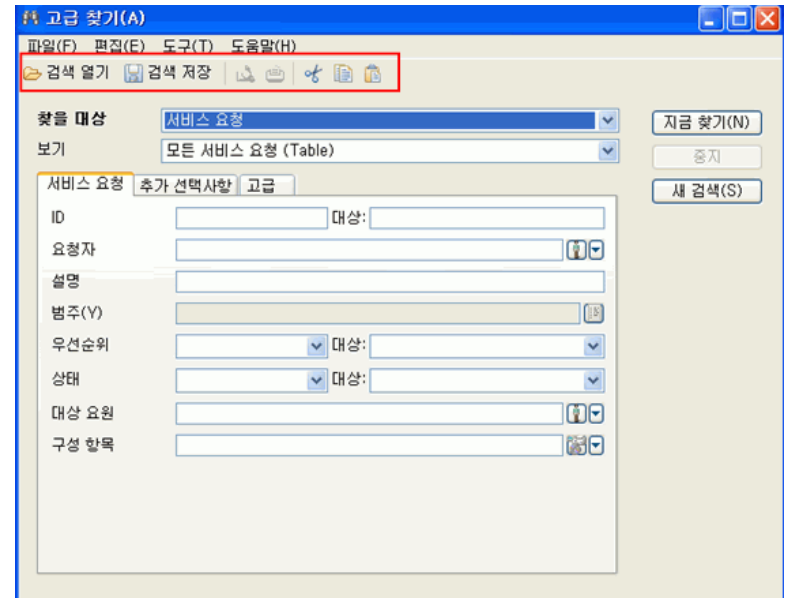 고급 찾기(A)
파일(F) 편집(E) 도구(T) 도움말(H)
검색 열기 검색 저장
찾을 대상 서비스 요청 지금 찾기(N)
보기 모든 서비스 요청 (Table) 중지
서비스 요청 추가 선택사항 고급 새 검색(S)
ID 대상:
요청자
설명
범주(Y)
우선순위 대상:
상태 대상:
대상 요원
구성 항목